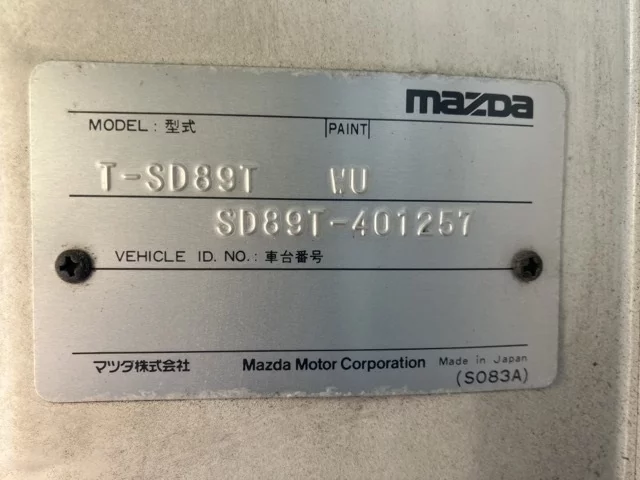 mazda
MODEL : 型式 PAINT
T-SD89T WU
SD89T-401257
VEHICLE ID. NO. : 車台番号
マツダ株式会社 Mazda Motor Corporation Made in Japan
(S083A)